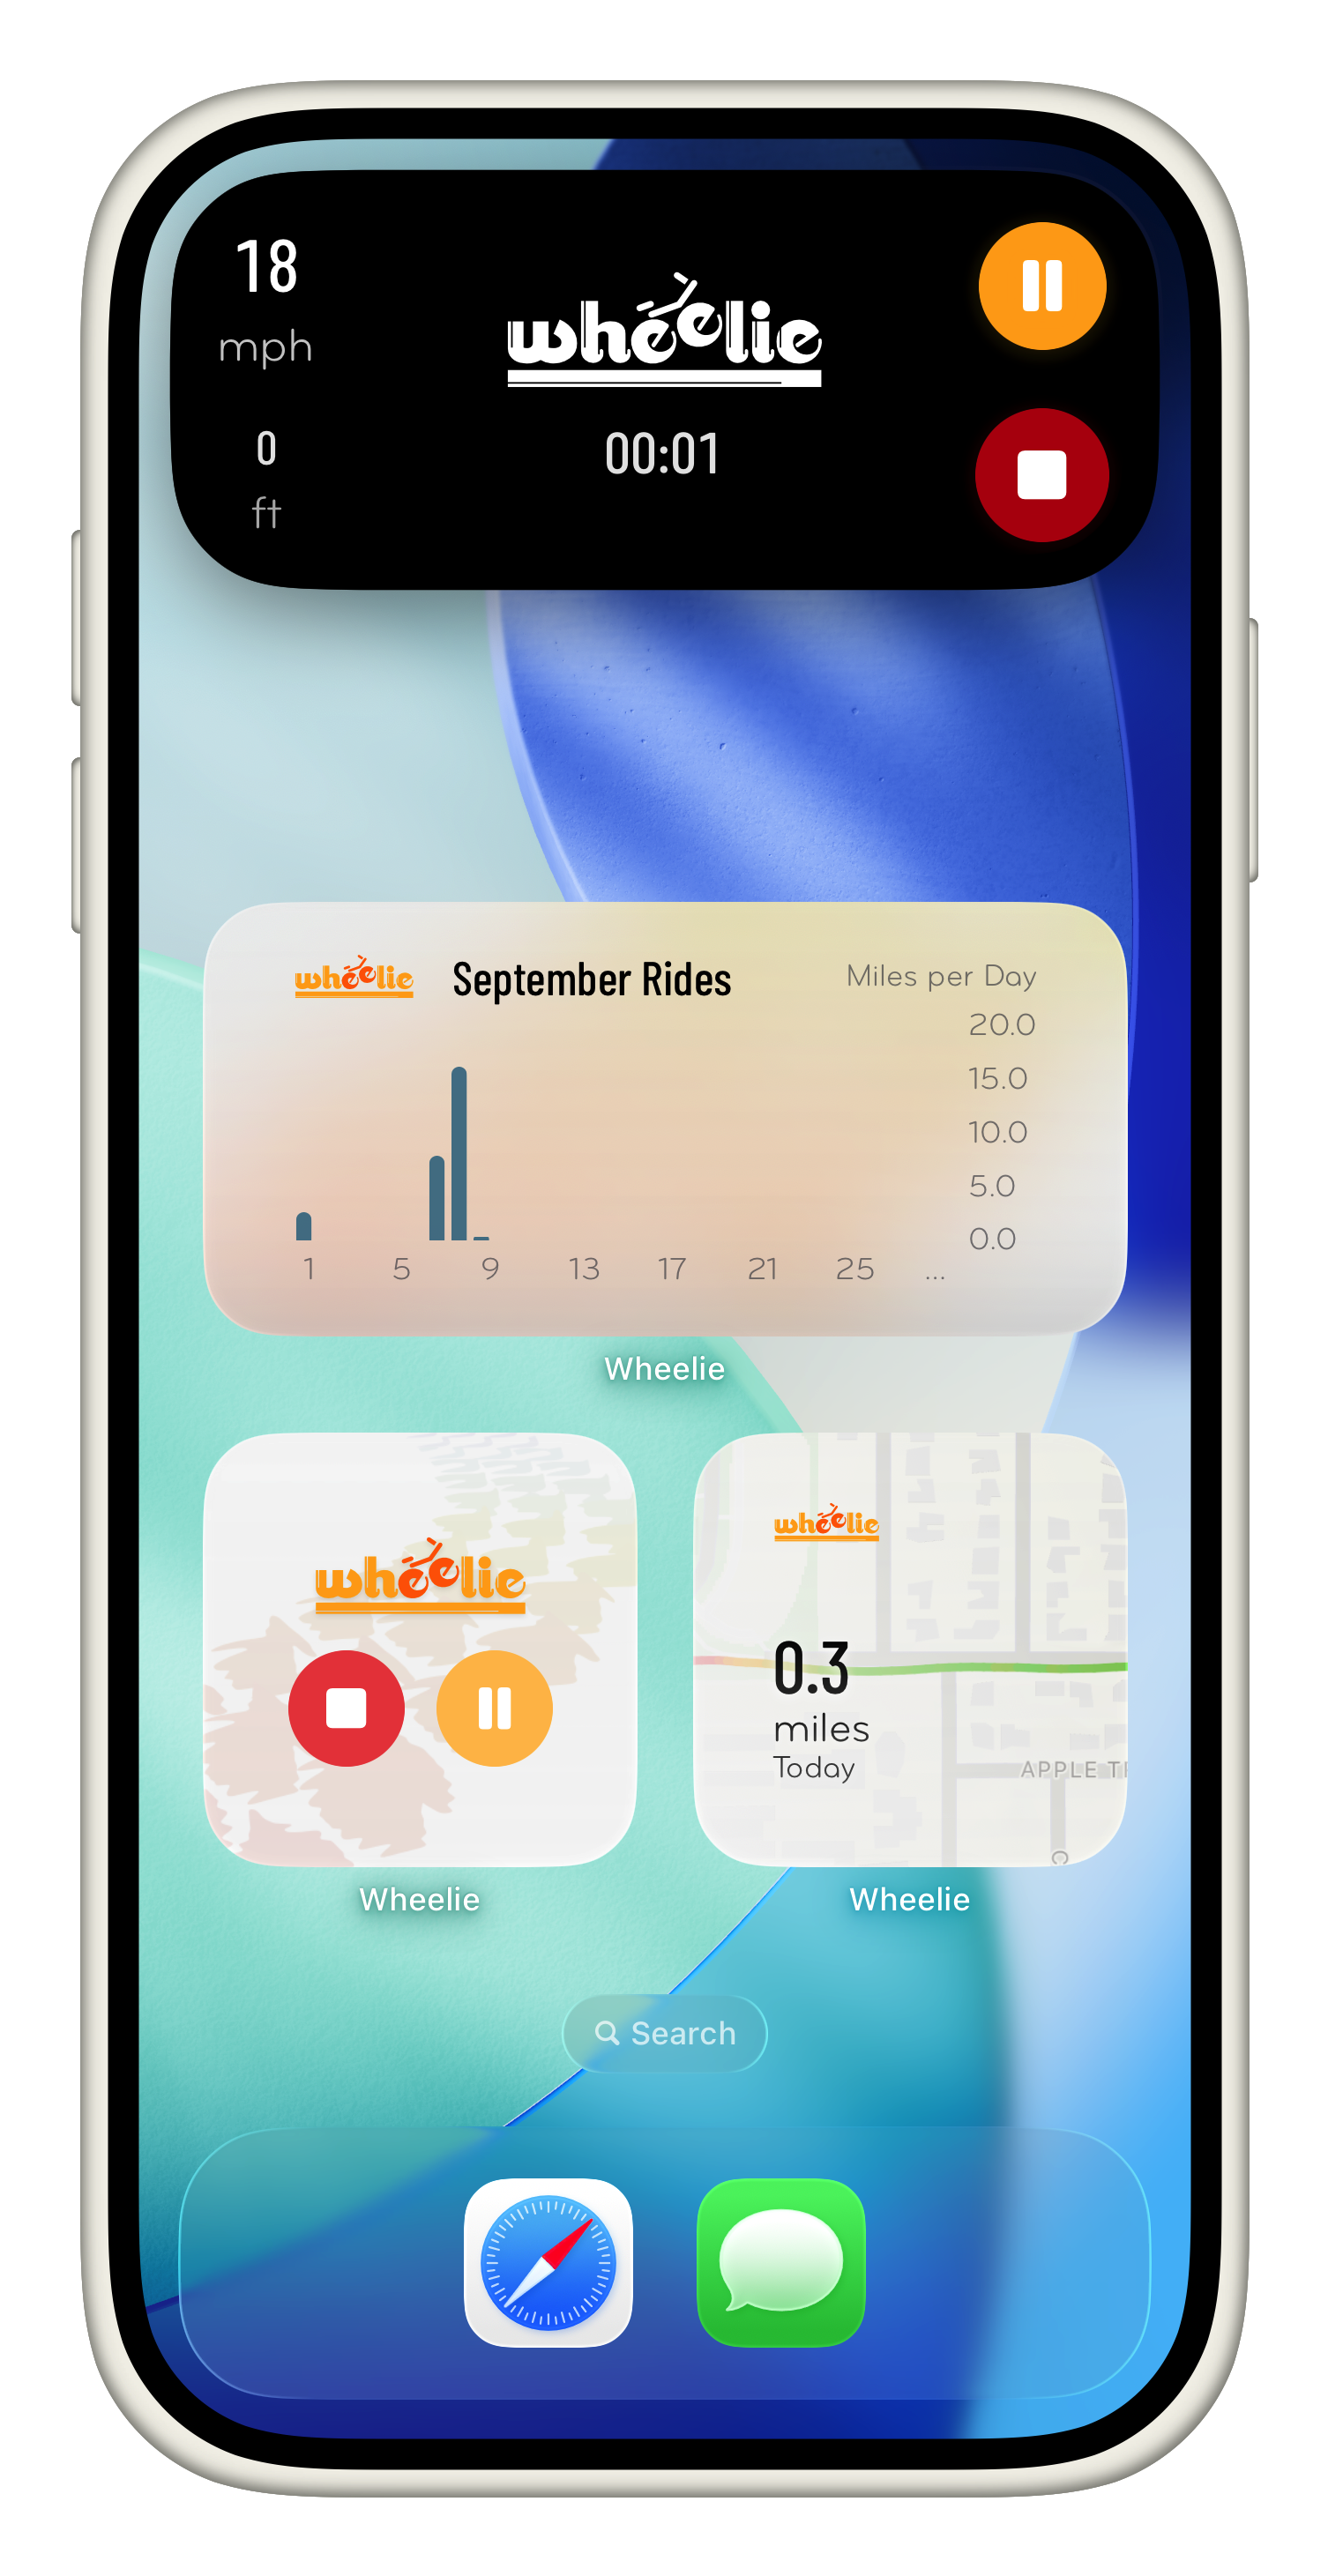 18
mph
wheelie
0
ft
00:01
wheelie
September Rides
Miles per Day
20.0
15.0
10.0
5.0
0.0
1 5 9 13 17 21 25 ...
Wheelie
wheelie
wheelie
0.3
miles
Today
APPLE T
C
Wheelie
Wheelie
Search